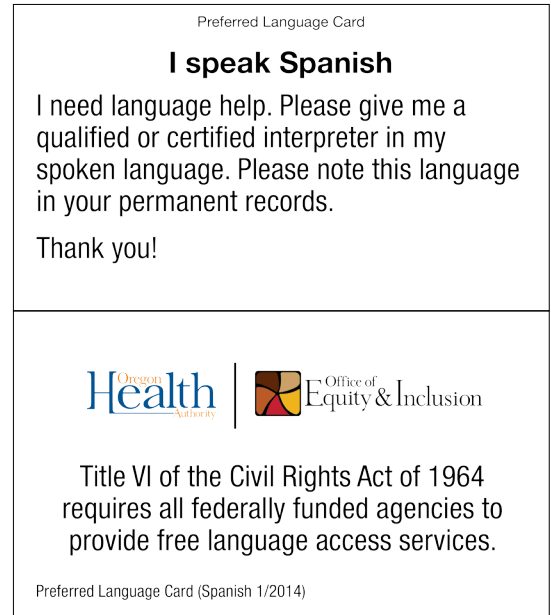 Preferred Language Card
I speak Spanish
I need language help. Please give me a
qualified or certified interpreter in my
spoken language. Please note this language
in your permanent records.
Thank you!
Oregon
Health
Authority
Office of
Equity & Inclusion
Title VI of the Civil Rights Act of 1964
requires all federally funded agencies to
provide free language access services.
Preferred Language Card (Spanish 1/2014)